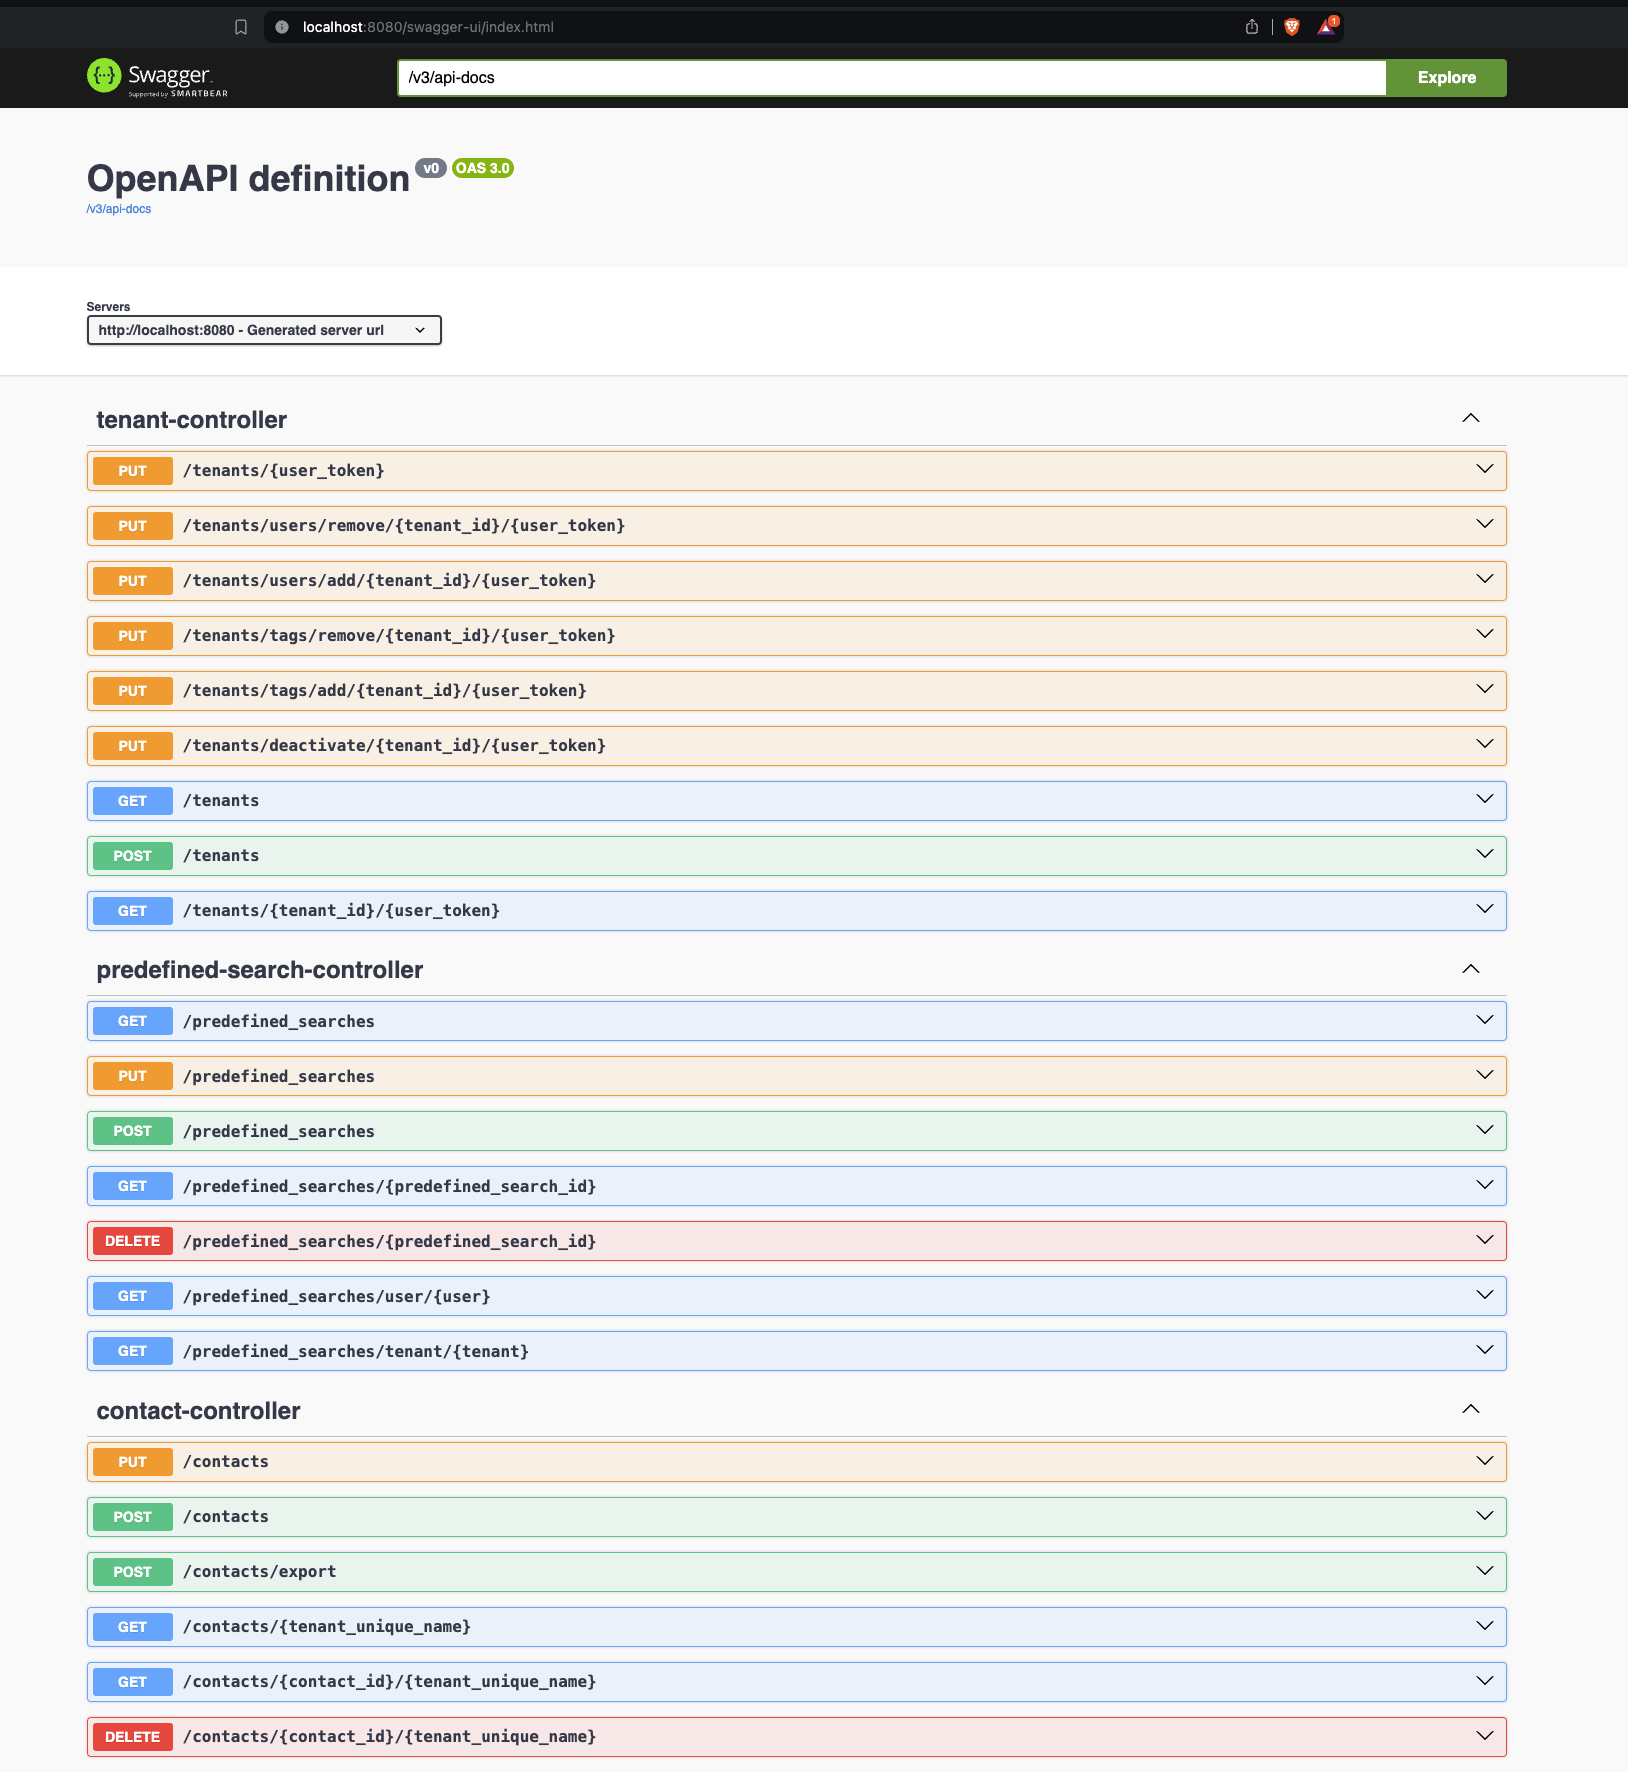 localhost:8080/swagger-ui/index.html
1
Swagger
Supported by SMARTBEAR
/v3/api-docs
Explore
OpenAPI definition v0 OAS 3.0
/v3/api-docs
Servers
http://localhost:8080 - Generated server url
tenant-controller
PUT /tenants/{user_token}
PUT /tenants/users/remove/{tenant_id}/{user_token}
PUT /tenants/users/add/{tenant_id}/{user_token}
PUT /tenants/tags/remove/{tenant_id}/{user_token}
PUT /tenants/tags/add/{tenant_id}/{user_token}
PUT /tenants/deactivate/{tenant_id}/{user_token}
GET /tenants
POST /tenants
GET /tenants/{tenant_id}/{user_token}
predefined-search-controller
GET /predefined_searches
PUT /predefined_searches
POST /predefined_searches
GET /predefined_searches/{predefined_search_id}
DELETE /predefined_searches/{predefined_search_id}
GET /predefined_searches/user/{user}
GET /predefined_searches/tenant/{tenant}
contact-controller
PUT /contacts
POST /contacts
POST /contacts/export
GET /contacts/{tenant_unique_name}
GET /contacts/{contact_id}/{tenant_unique_name}
DELETE /contacts/{contact_id}/{tenant_unique_name}